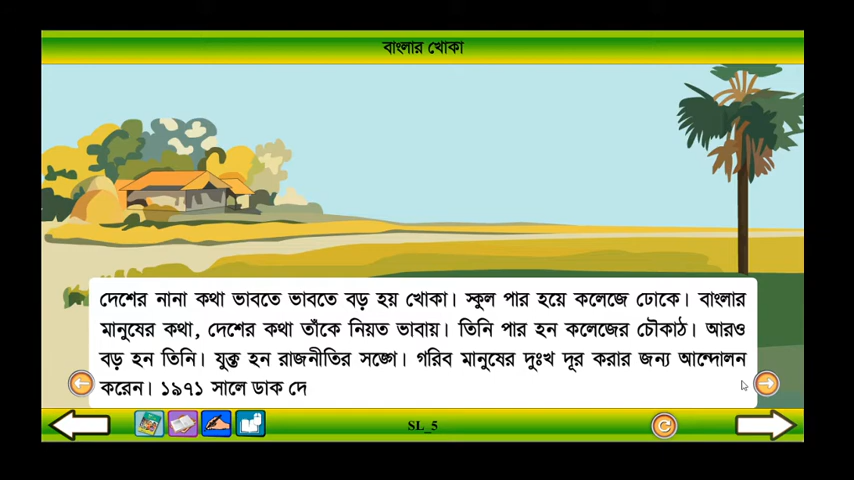 বাংলার খোকা
দেশের নানা কথা ভাবতে ভাবতে বড় হয় খোকা। স্কুল পার হয়ে কলেজে ঢোকে। বাংলার
মানুষের কথা, দেশের কথা তাঁকে নিয়ত ভাবায়। তিনি পার হন কলেজের চৌকাঠ। আরও
বড় হন তিনি। যুক্ত হন রাজনীতির সঙ্গে। গরিব মানুষের দুঃখ দূর করার জন্য আন্দোলন
করেন। ১৯৭১ সালে ডাক দে
SL_5